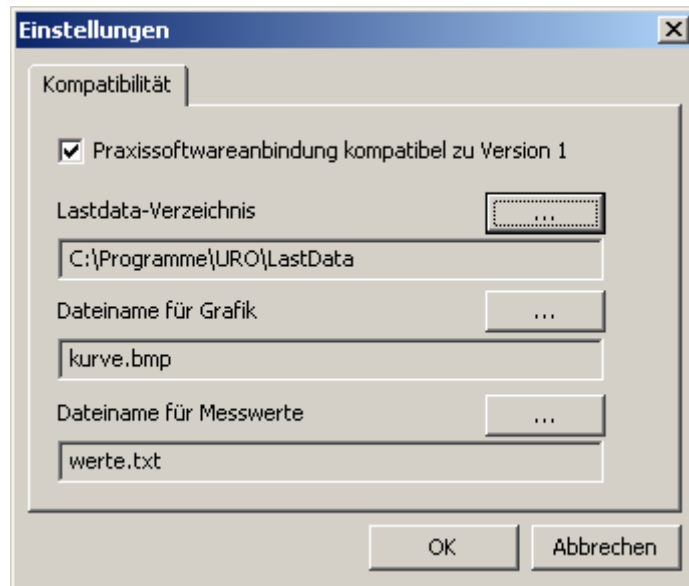 Einstellungen
Kompatibilität
Praxissoftwareanbindung kompatibel zu Version 1
Lastdata-Verzeichnis
...
C:\Programme\URO\LastData
Dateiname für Grafik
...
kurve.bmp
Dateiname für Messwerte
...
werte.txt
OK
Abbrechen